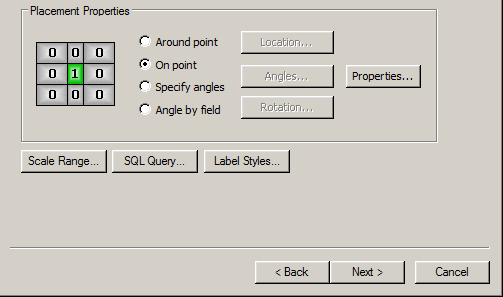 Placement Properties
0 0 0
0 1 0
0 0 0
Around point
On point
Specify angles
Angle by field
Location...
Angles...
Rotation...
Properties...
Scale Range...
SQL Query...
Label Styles...
< Back
Next >
Cancel